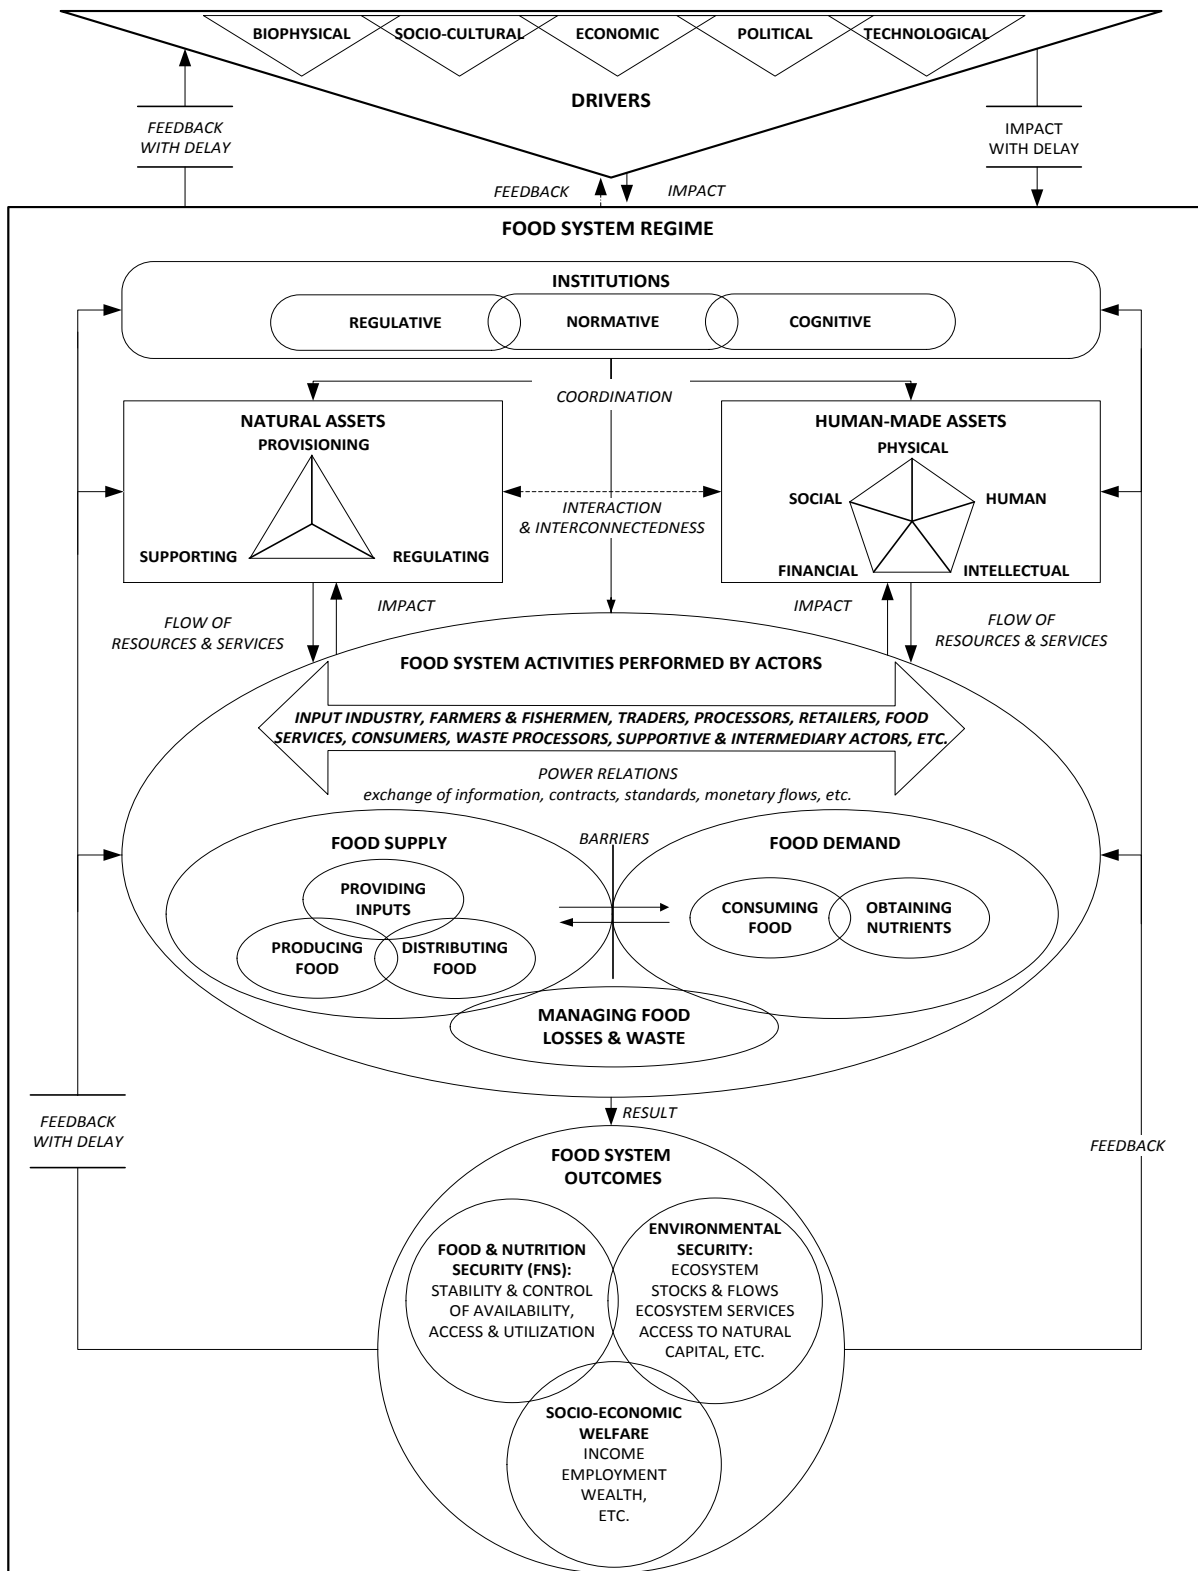 BIOPHYSICAL
SOCIO-CULTURAL
ECONOMIC
POLITICAL
TECHNOLOGICAL
DRIVERS
FEEDBACK
WITH DELAY
IMPACT
WITH DELAY
FEEDBACK
IMPACT
FOOD SYSTEM REGIME
INSTITUTIONS
REGULATIVE
NORMATIVE
COGNITIVE
COORDINATION
NATURAL ASSETS
PROVISIONING
SUPPORTING
REGULATING
HUMAN-MADE ASSETS
PHYSICAL
SOCIAL
HUMAN
FINANCIAL
INTELLECTUAL
INTERACTION
& INTERCONNECTEDNESS
FLOW OF
RESOURCES & SERVICES
IMPACT
IMPACT
FLOW OF
RESOURCES & SERVICES
FOOD SYSTEM ACTIVITIES PERFORMED BY ACTORS
INPUT INDUSTRY, FARMERS & FISHERMEN, TRADERS, PROCESSORS, RETAILERS, FOOD
SERVICES, CONSUMERS, WASTE PROCESSORS, SUPPORTIVE & INTERMEDIARY ACTORS, ETC.
POWER RELATIONS
exchange of information, contracts, standards, monetary flows, etc.
FOOD SUPPLY
PROVIDING
INPUTS
PRODUCING
FOOD
DISTRIBUTING
FOOD
BARRIERS
FOOD DEMAND
CONSUMING
FOOD
OBTAINING
NUTRIENTS
MANAGING FOOD
LOSSES & WASTE
RESULT
FEEDBACK
WITH DELAY
FEEDBACK
FOOD SYSTEM
OUTCOMES
FOOD & NUTRITION
SECURITY (FNS):
STABILITY & CONTROL
OF AVAILABILITY,
ACCESS & UTILIZATION
ENVIRONMENTAL
SECURITY:
ECOSYSTEM
STOCKS & FLOWS
ECOSYSTEM SERVICES
ACCESS TO NATURAL
CAPITAL, ETC.
SOCIO-ECONOMIC
WELFARE
INCOME
EMPLOYMENT
WEALTH,
ETC.